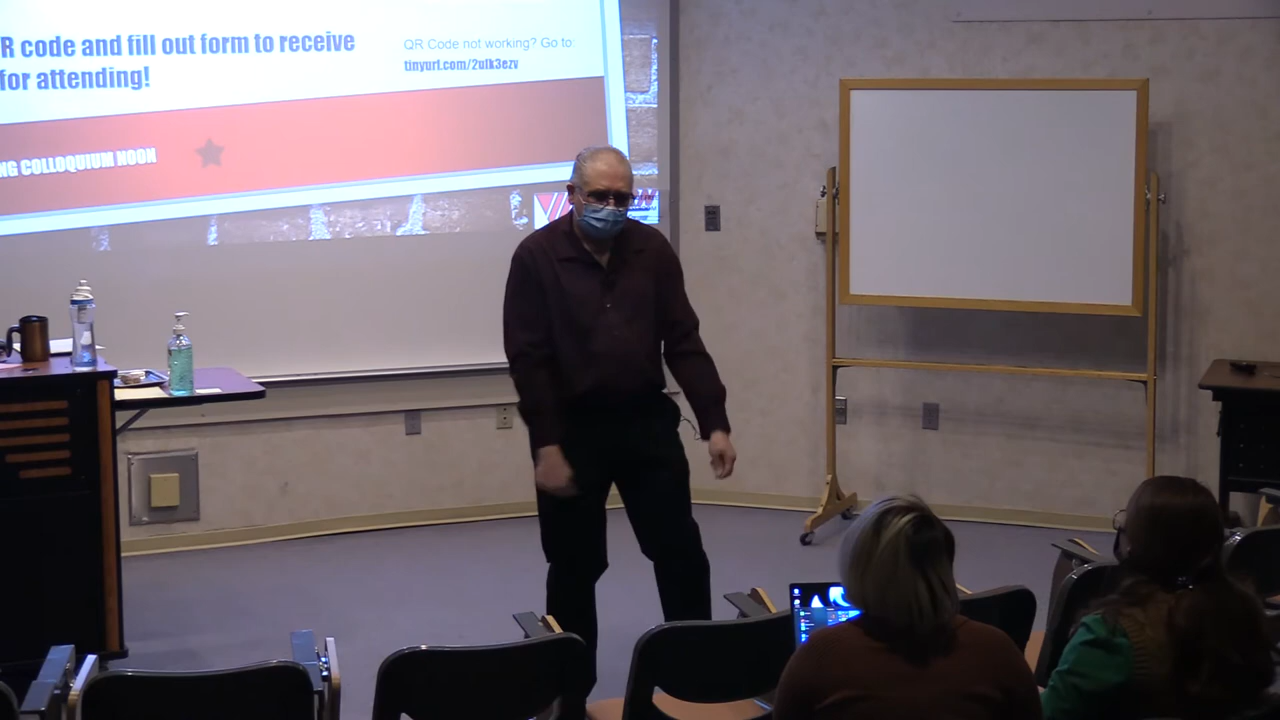 R code and fill out form to receive
for attending!
QR Code not working? Go to:
tinyurl.com/2ulk3ezv
NG COLLOQUIUM NOON